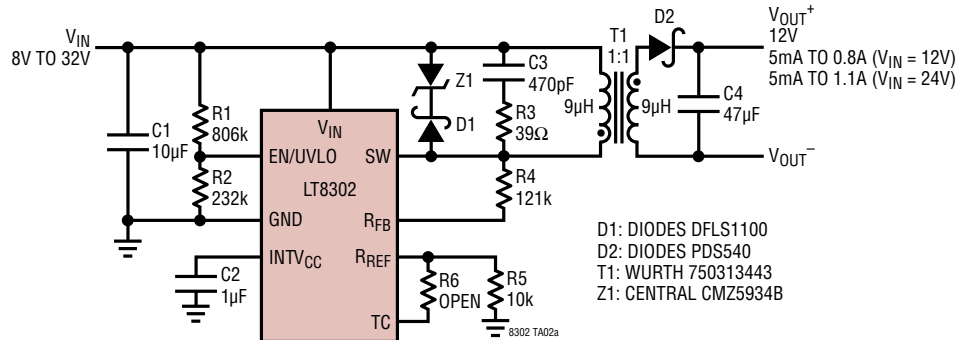 VIN
8V TO 32V
C1
10µF
R1
806k
R2
232k
VIN
EN/UVLO
SW
LT8302
GND
RFB
INTVCC
RREF
TC
C2
1µF
Z1
D1
C3
470pF
R3
39Ω
R4
121k
R6
OPEN
R5
10k
T1
1:1
9µH
9µH
D2
C4
47µF
VOUT+
12V
5mA TO 0.8A (VIN = 12V)
5mA TO 1.1A (VIN = 24V)
VOUT–
D1: DIODES DFLS1100
D2: DIODES PDS540
T1: WURTH 750313443
Z1: CENTRAL CMZ5934B
8302 TA02a